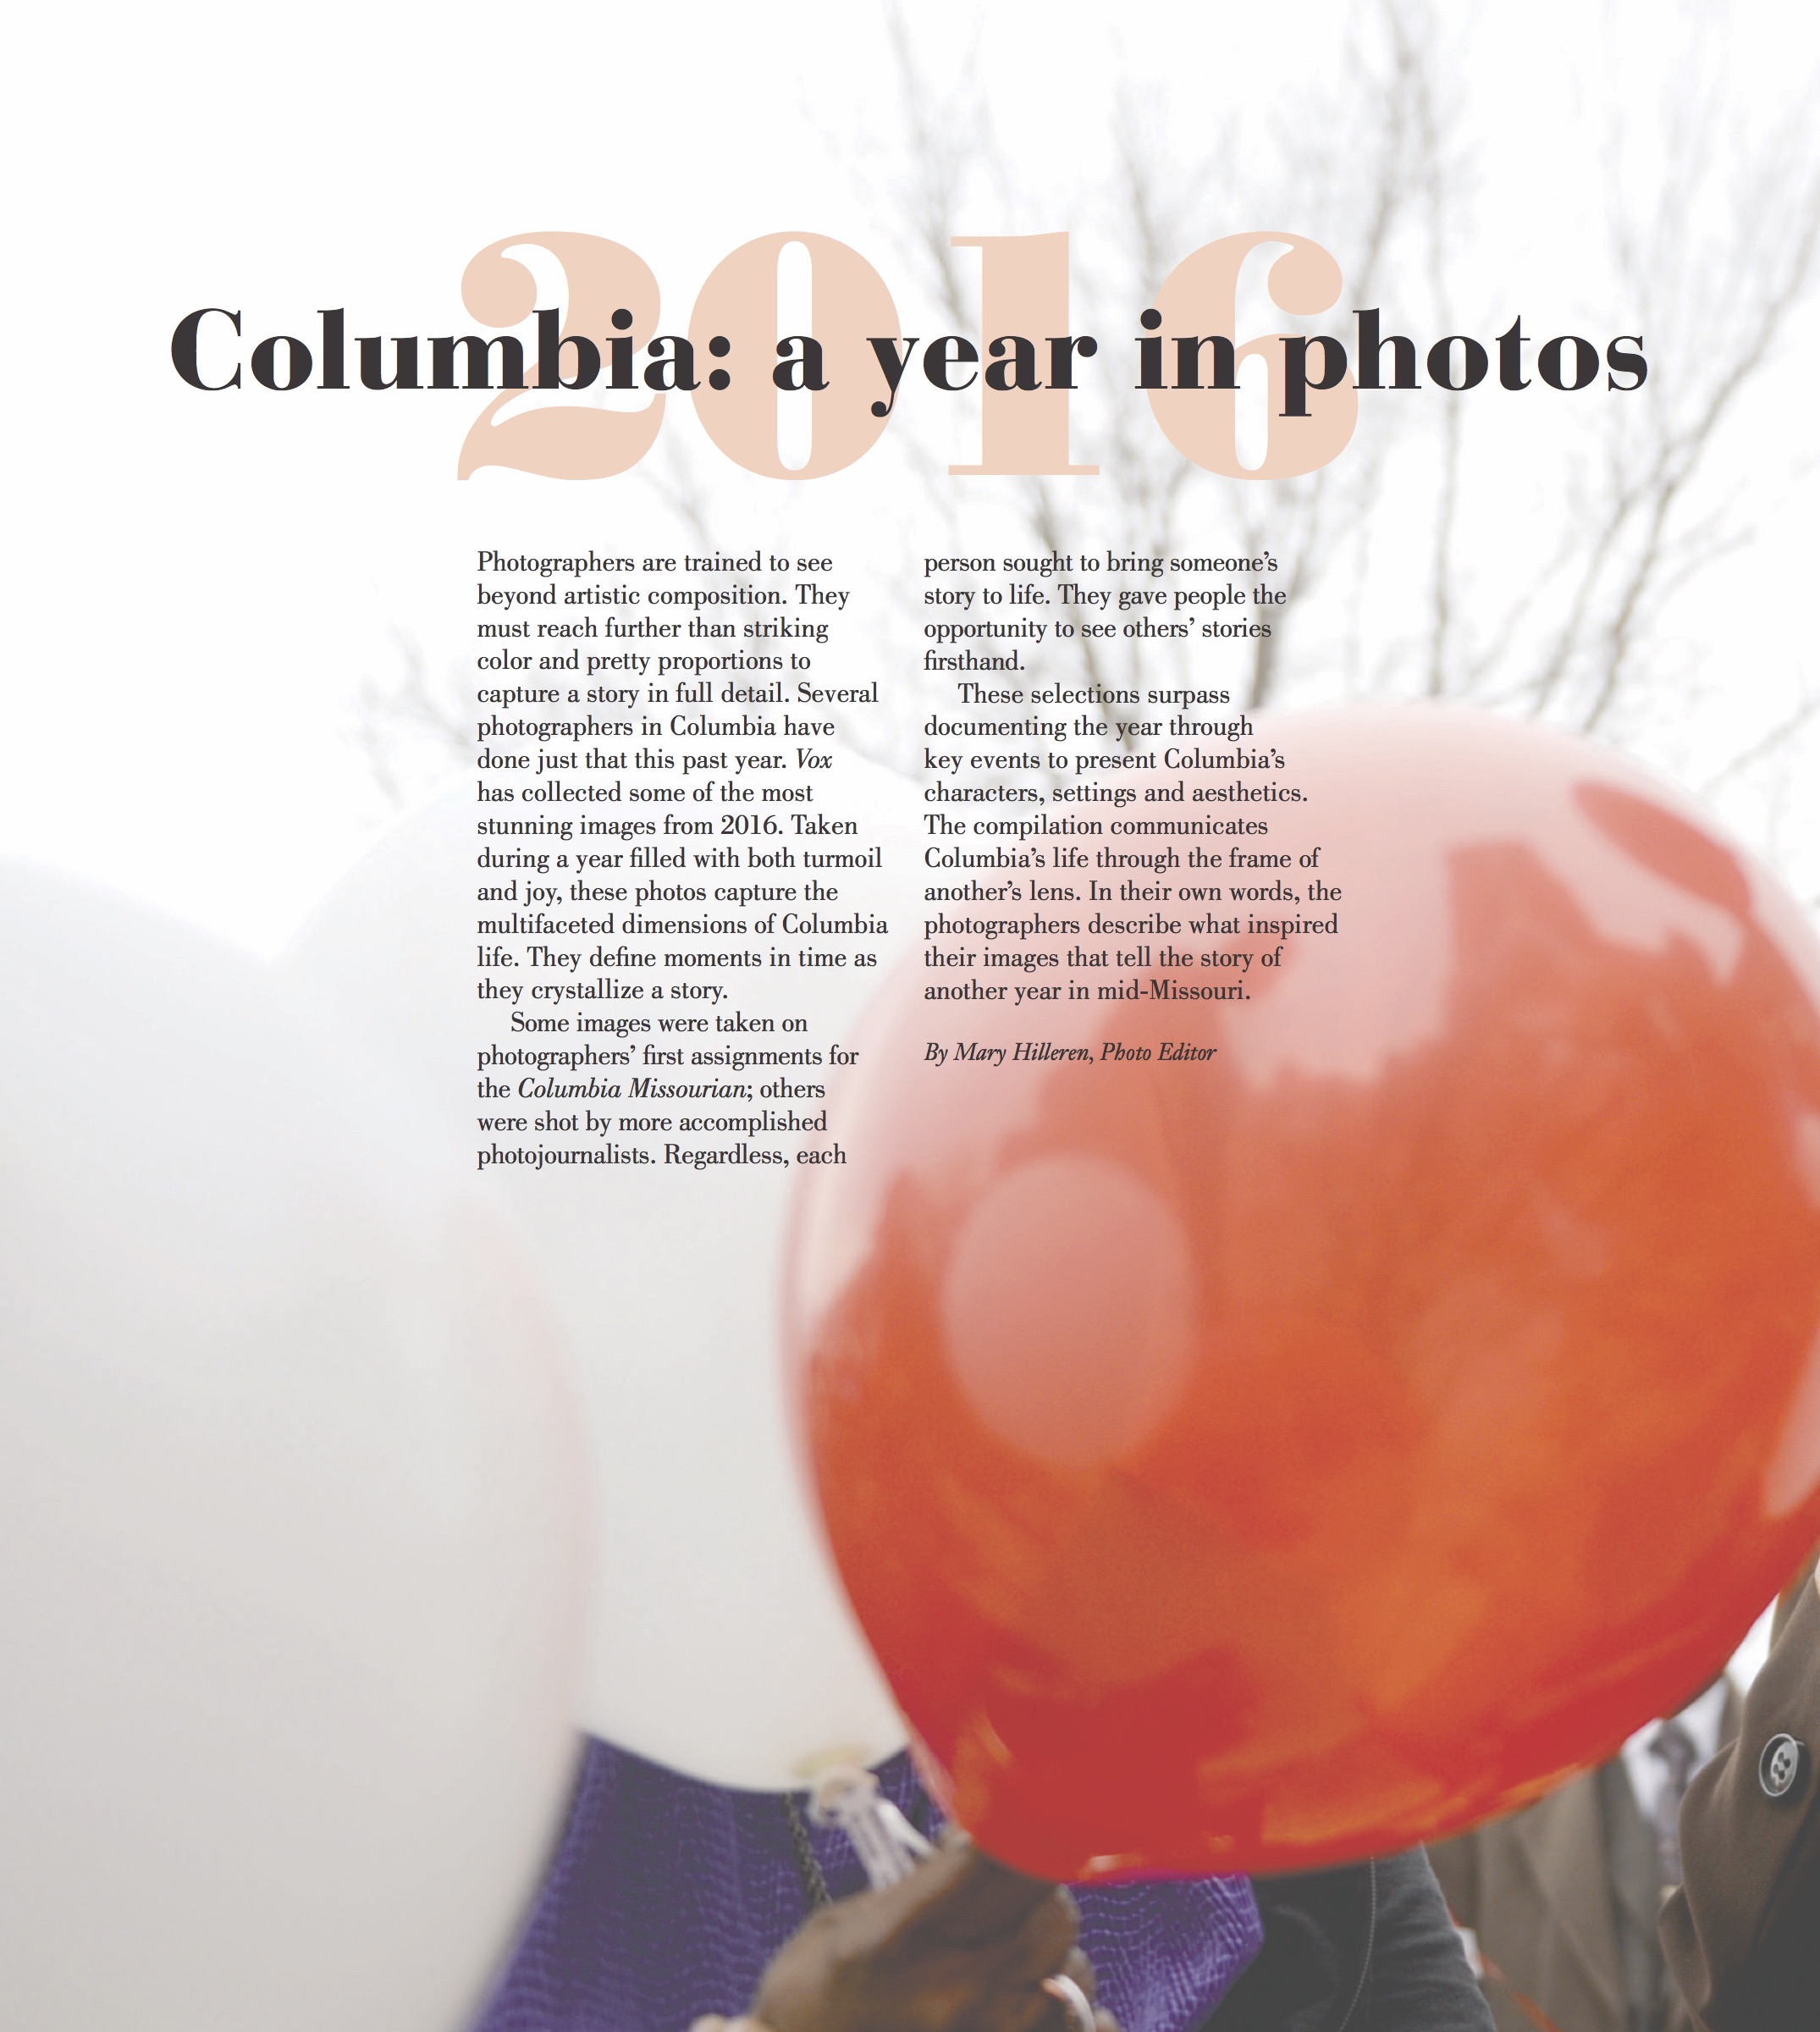 2016
Columbia: a year in photos
Photographers are trained to see
beyond artistic composition. They
must reach further than striking
color and pretty proportions to
capture a story in full detail. Several
photographers in Columbia have
done just that this past year. Vox
has collected some of the most
stunning images from 2016. Taken
during a year filled with both turmoil
and joy, these photos capture the
multifaceted dimensions of Columbia
life. They define moments in time as
they crystallize a story.
Some images were taken on
photographers’ first assignments for
the Columbia Missourian; others
were shot by more accomplished
photojournalists. Regardless, each
person sought to bring someone’s
story to life. They gave people the
opportunity to see others’ stories
firsthand.
These selections surpass
documenting the year through
key events to present Columbia’s
characters, settings and aesthetics.
The compilation communicates
Columbia’s life through the frame of
another’s lens. In their own words, the
photographers describe what inspired
their images that tell the story of
another year in mid-Missouri.
By Mary Hilleren, Photo Editor